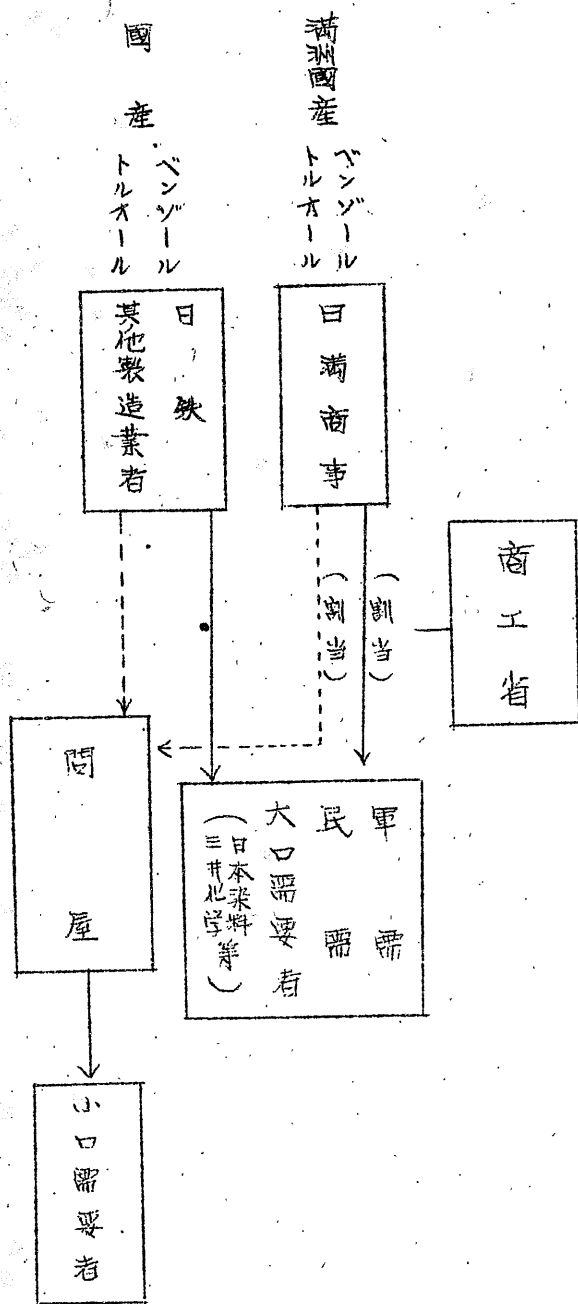 満洲國産
ベンゾール
トルオール
國産
ベンゾール
トルオール
日満商事
日鉄
其他製造業者
商工省
(割当)
(割当)
軍需
民需
大口需要者
(日本染料
三井化学等)
問屋
小口需要者